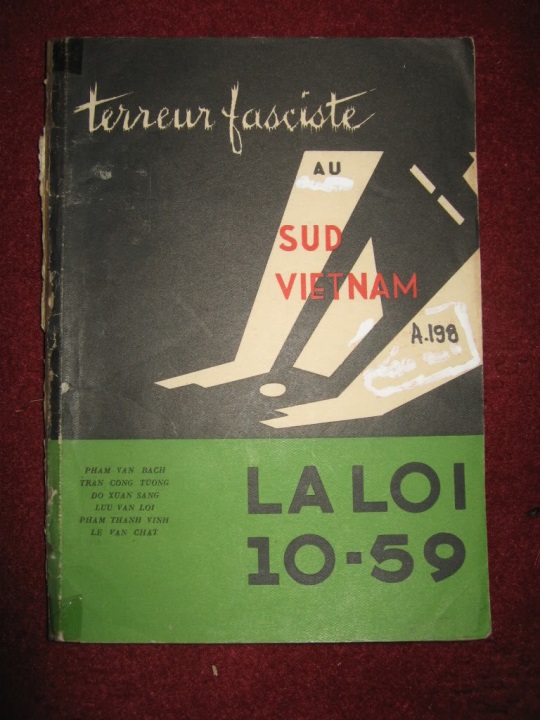 terreur fasciste
AU
SUD
VIETNAM
A.198
PHAM VAN BACH
TRAN CONG TUONG
DO XUAN SANG
LUU VAN LOI
PHAM THANH VINH
LE VAN CHAT
LA LOI
10-59